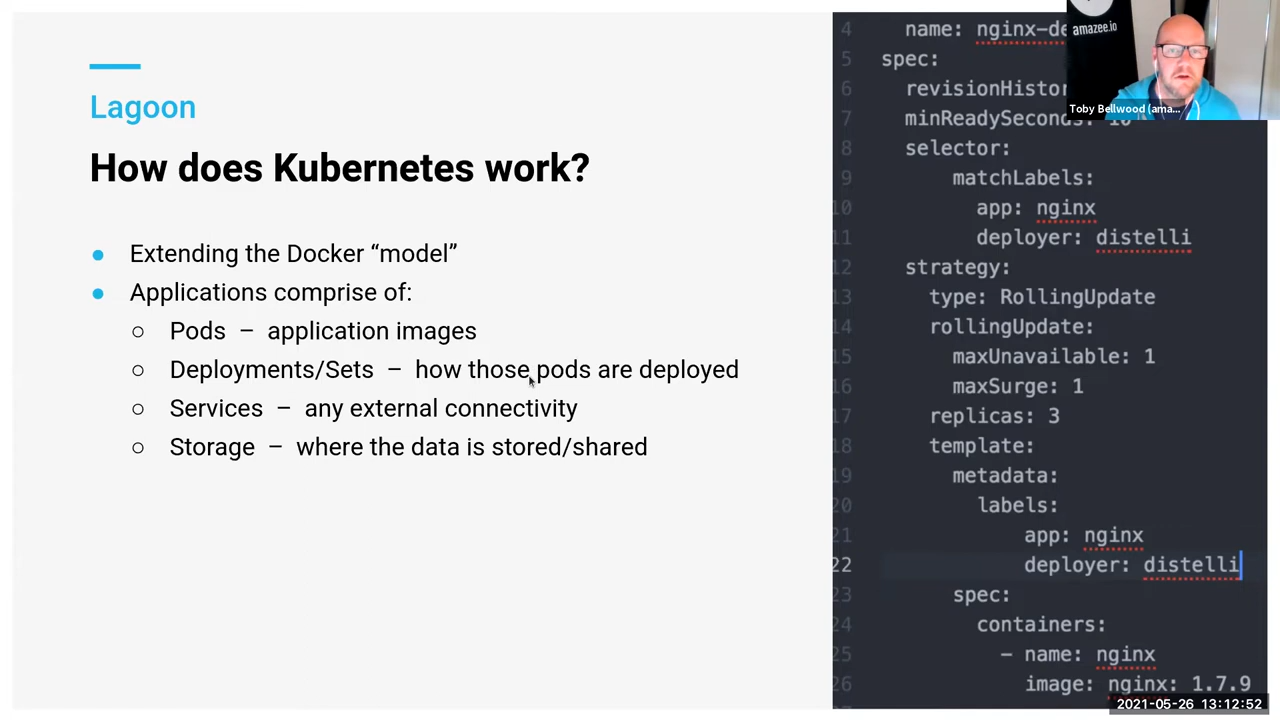 Lagoon
How does Kubernetes work?
Extending the Docker “model”
Applications comprise of:
Pods – application images
Deployments/Sets – how those pods are deployed
Services – any external connectivity
Storage – where the data is stored/shared
4 name: nginx-de
5 spec:
6 revisionHistor
7 minReadySeconds: 10
8 selector:
9 matchLabels:
10 app: nginx
11 deployer: distelli
12 strategy:
13 type: RollingUpdate
14 rollingUpdate:
15 maxUnavailable: 1
16 maxSurge: 1
17 replicas: 3
18 template:
19 metadata:
20 labels:
21 app: nginx
22 deployer: distelli
23 spec:
24 containers:
25 - name: nginx
26 image: nginx: 1.7.9
amazee.io
Toby Bellwood (ama...
2021-05-26 13:12:52